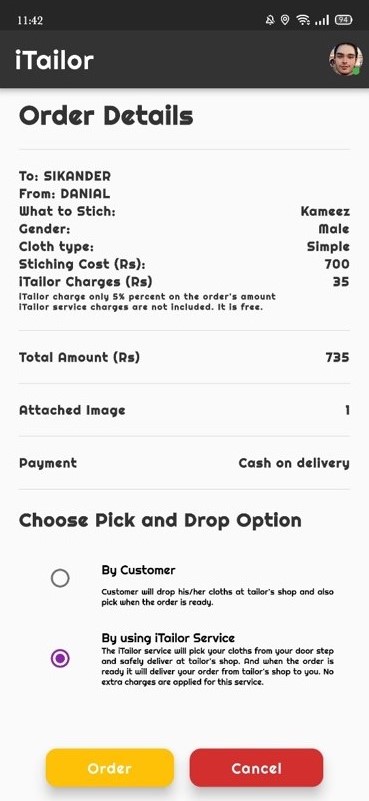 11:42
94
iTailor
Order Details
To: SIKANDER
From: DANIAL
What to Stich: Kameez
Gender: Male
Cloth type: Simple
Stiching Cost (Rs): 700
iTailor Charges (Rs) 35
iTailor charge only 5% percent on the order's amount
iTailor service charges are not included. It is free.
Total Amount (Rs) 735
Attached Image 1
Payment Cash on delivery
Choose Pick and Drop Option
By Customer
Customer will drop his/her cloths at tailor's shop and also
pick when the order is ready.
By using iTailor Service
The iTailor service will pick your cloths from your door step
and safely deliver at tailor's shop. And when the order is
ready it will deliver your order from tailor's shop to you. No
extra charges are applied for this service.
Order Cancel